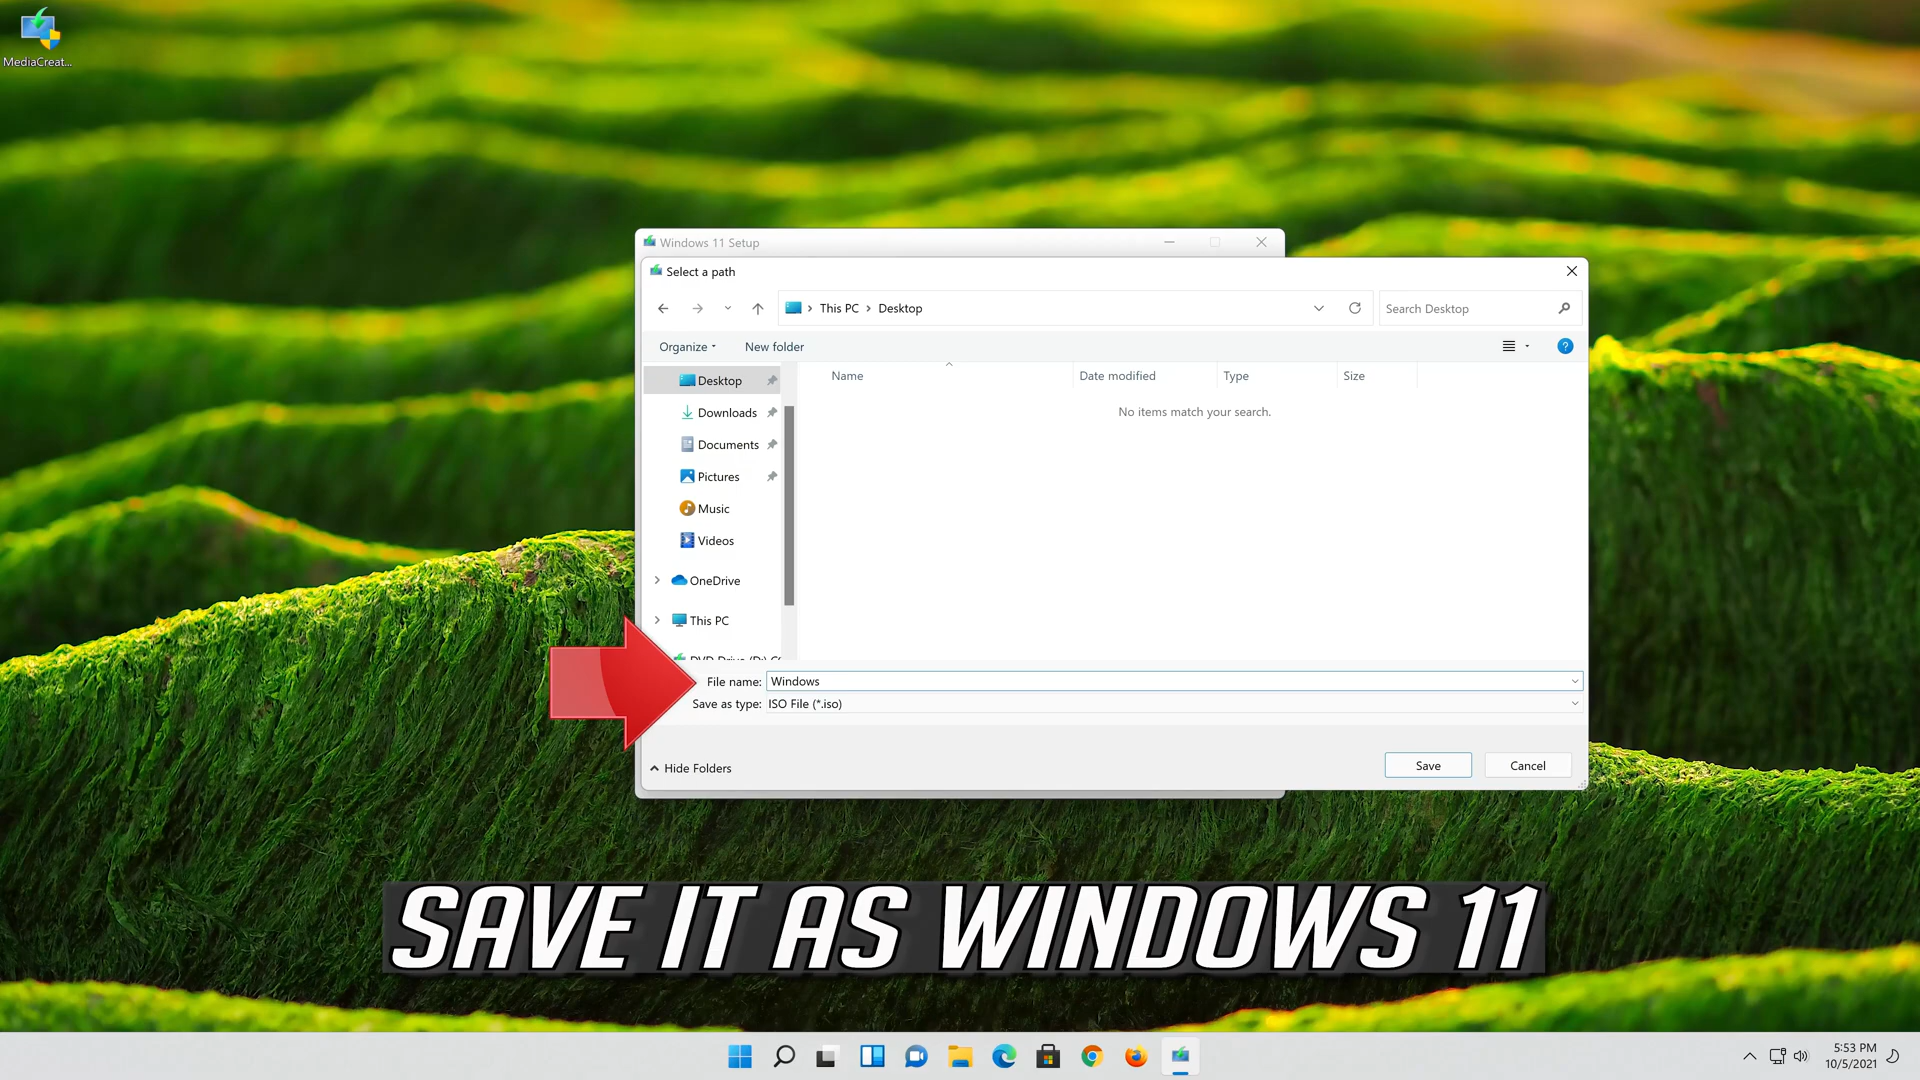 MediaCreat...
Windows 11 Setup
Select a path
This PC
Desktop
Search Desktop
Organize
New folder
Name
Date modified
Type
Size
No items match your search.
Desktop
Downloads
Documents
Pictures
Music
Videos
OneDrive
This PC
DVD Drive (D:)
File name: Windows
Save as type: ISO File (*.iso)
Hide Folders
Save
Cancel
SAVE IT AS WINDOWS 11
5:53 PM
10/5/2021